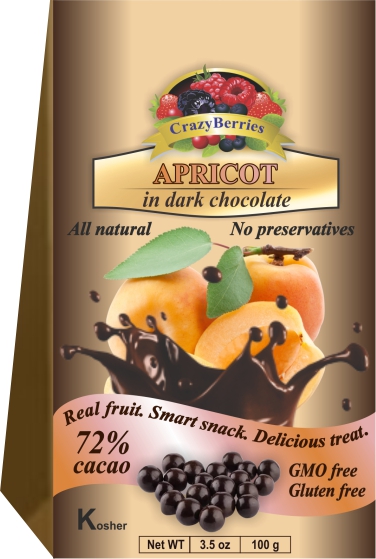 CrazyBerries
APRICOT
in dark chocolate
All natural No preservatives
Real fruit. Smart snack. Delicious treat.
72%
cacao
GMO free
Gluten free
Kosher
Net WT 3.5 oz 100 g